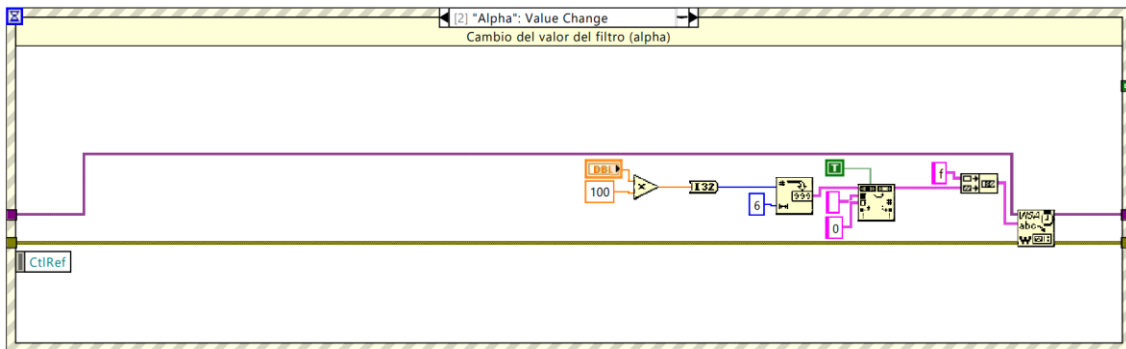 [2] "Alpha": Value Change
Cambio del valor del filtro (alpha)
DBL
100
I32
T
6
0
f
VISA
abc
W
CtlRef